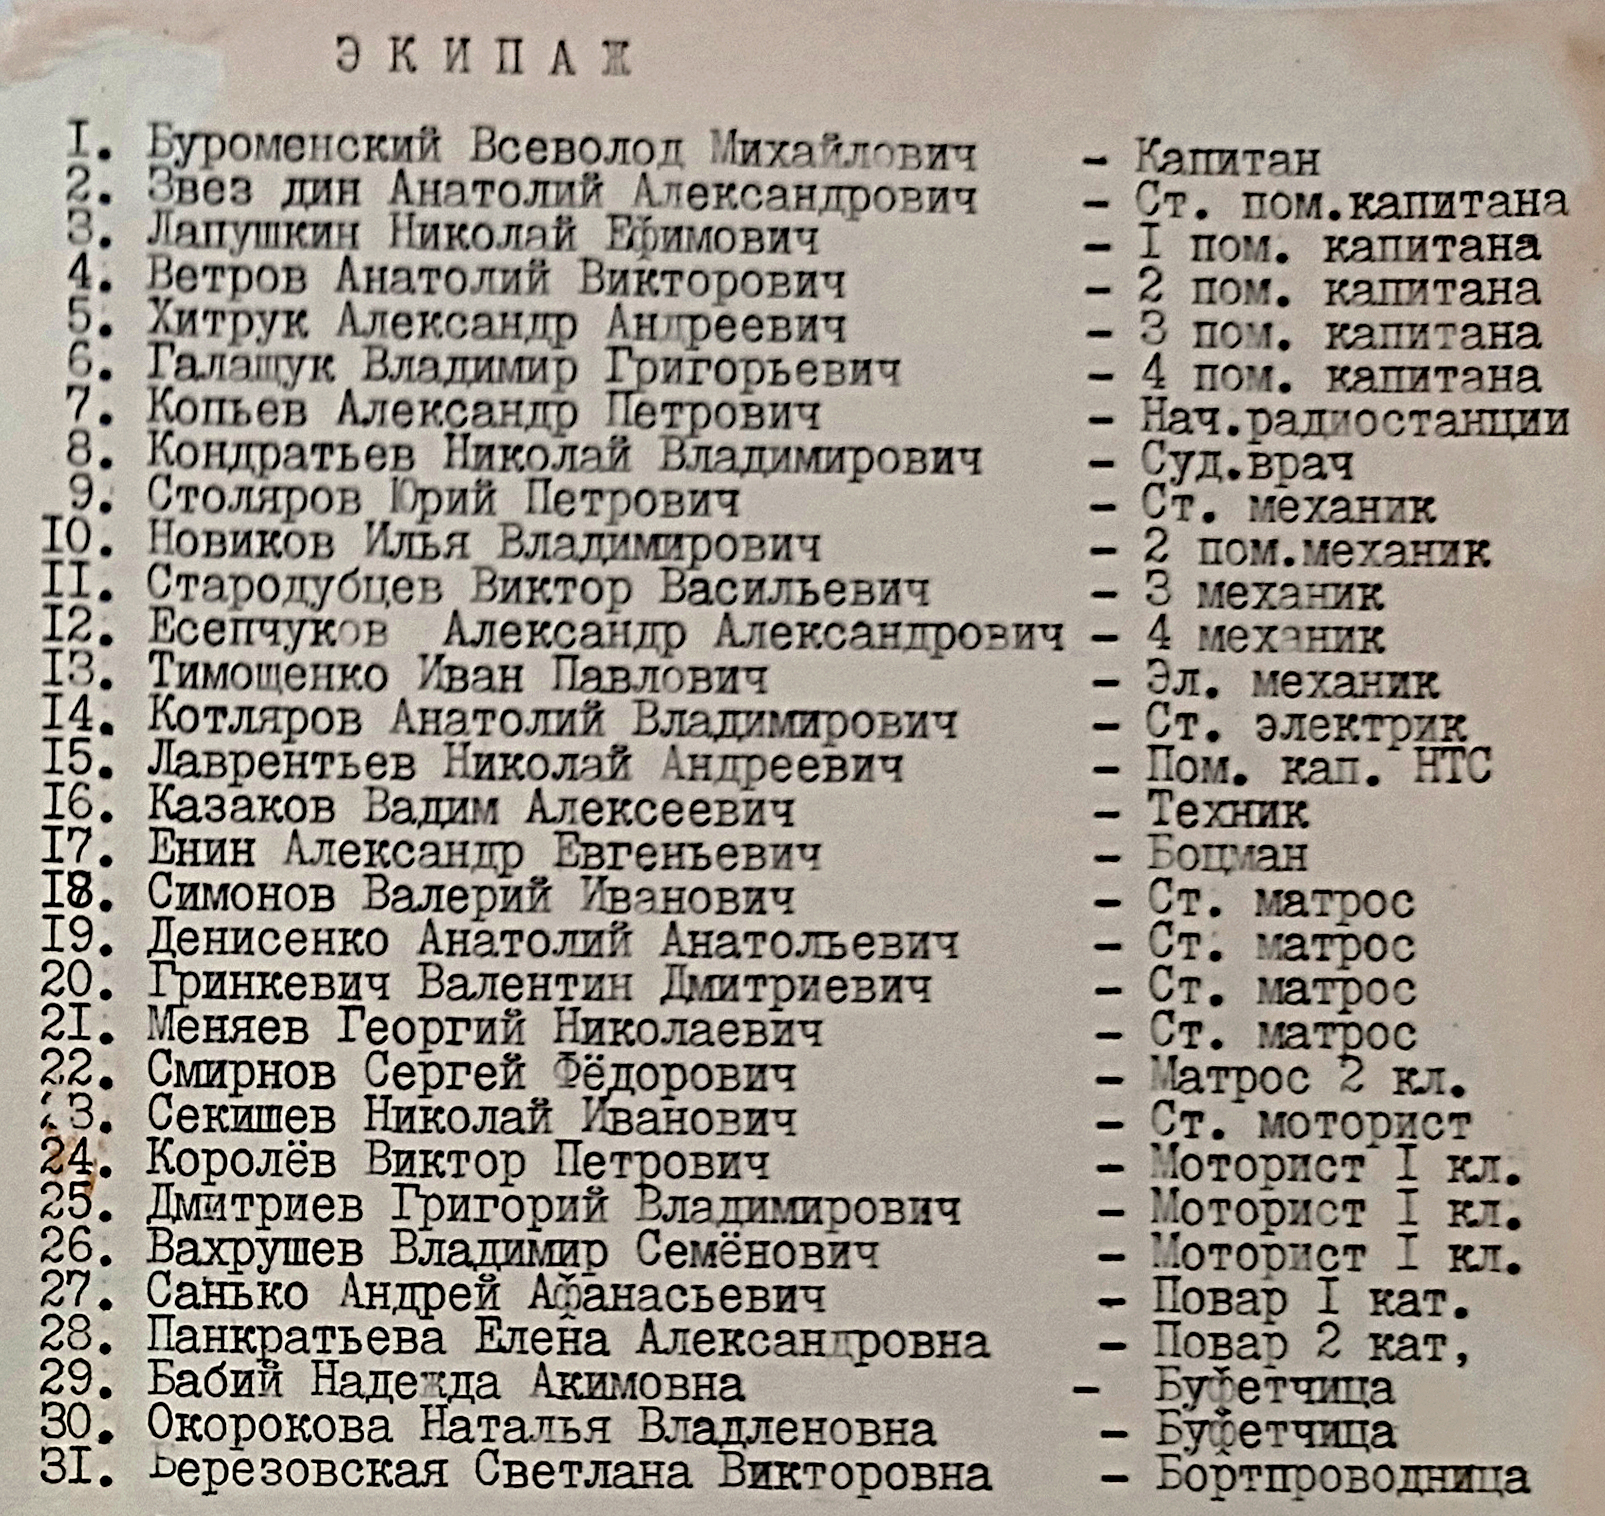 ЭКИПАЖ
1. Буроменский Всеволод Михайлович - Капитан
2. Звез дин Анатолий Александрович - Ст. пом.капитана
3. Лапушкин Николай Ефимович - I пом. капитана
4. Ветров Анатолий Викторович - 2 пом. капитана
5. Хитрук Александр Андреевич - 3 пом. капитана
6. Галащук Владимир Григорьевич - 4 пом. капитана
7. Копьев Александр Петрович - Нач.радиостанции
8. Кондратьев Николай Владимирович - Суд.врач
9. Столяров Юрий Петрович - Ст. механик
I0. Новиков Илья Владимирович - 2 пом.механик
II. Стародубцев Виктор Васильевич - 3 механик
I2. Есепчуков Александр Александрович - 4 механик
I3. Тимощенко Иван Павлович - Эл. механик
I4. Котляров Анатолий Владимирович - Ст. электрик
I5. Лаврентьев Николай Андреевич - Пом. кап. НТС
I6. Казаков Вадим Алексеевич - Техник
I7. Енин Александр Евгеньевич - Боцман
I8. Симонов Валерий Иванович - Ст. матрос
I9. Денисенко Анатолий Анатольевич - Ст. матрос
20. Гринкевич Валентин Дмитриевич - Ст. матрос
2I. Меняев Георгий Николаевич - Ст. матрос
22. Смирнов Сергей Фёдорович - Матрос 2 кл.
23. Секишев Николай Иванович - Ст. моторист
24. Королёв Виктор Петрович - Моторист I кл.
25. Дмитриев Григорий Владимирович - Моторист I кл.
26. Вахрушев Владимир Семёнович - Моторист I кл.
27. Санько Андрей Афанасьевич - Повар I кат.
28. Панкратьева Елена Александровна - Повар 2 кат,
29. Бабий Надежда Акимовна - Буфетчица
30. Окорокова Наталья Владленовна - Буфетчица
3I. Березовская Светлана Викторовна - Бортпроводница